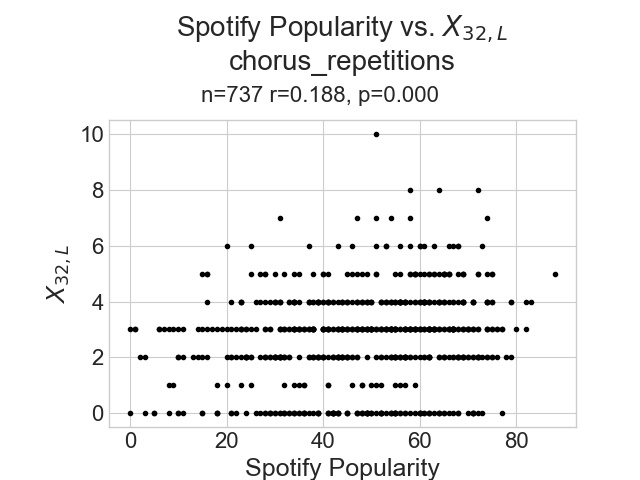 Spotify Popularity vs. X32, L
chorus_repetitions
n=737 r=0.188, p=0.000
10
8
6
4
2
0
X32, L
0 20 40 60 80
Spotify Popularity